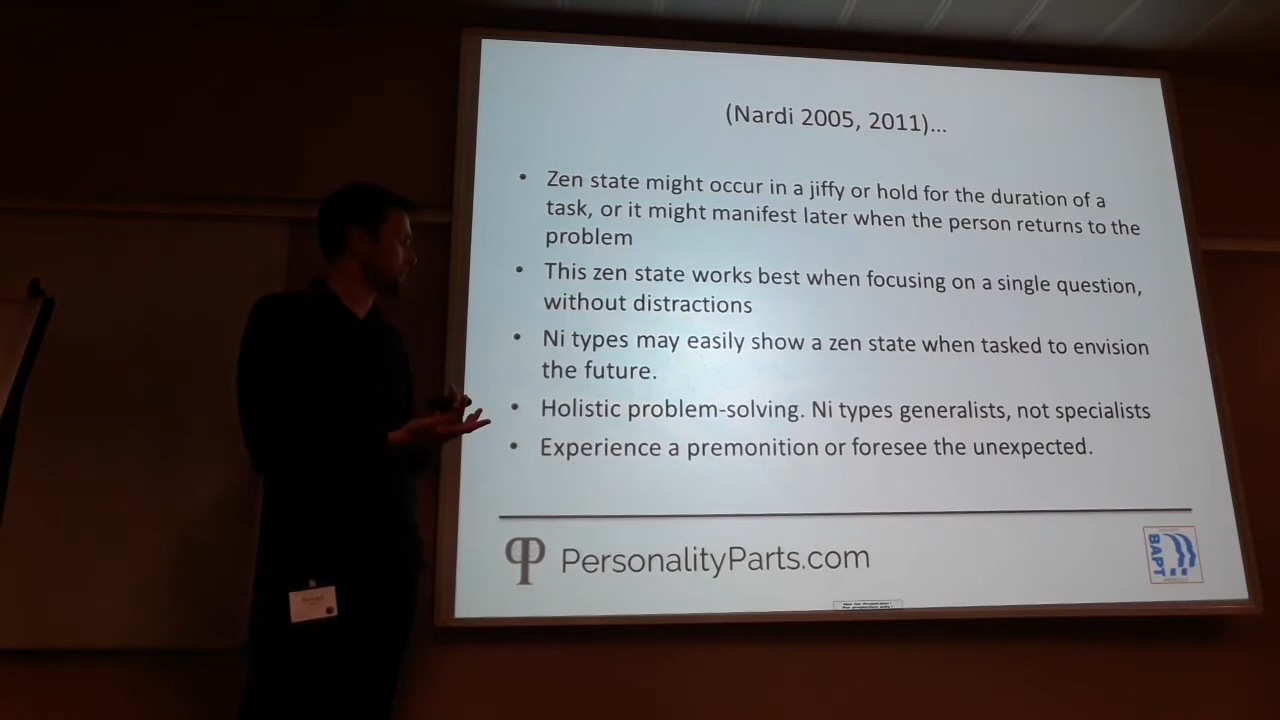 (Nardi 2005, 2011)...
• Zen state might occur in a jiffy or hold for the duration of a
task, or it might manifest later when the person returns to the
problem
• This zen state works best when focusing on a single question,
without distractions
• Ni types may easily show a zen state when tasked to envision
the future.
• Holistic problem-solving. Ni types generalists, not specialists
• Experience a premonition or foresee the unexpected.
PersonalityParts.com
BAPT